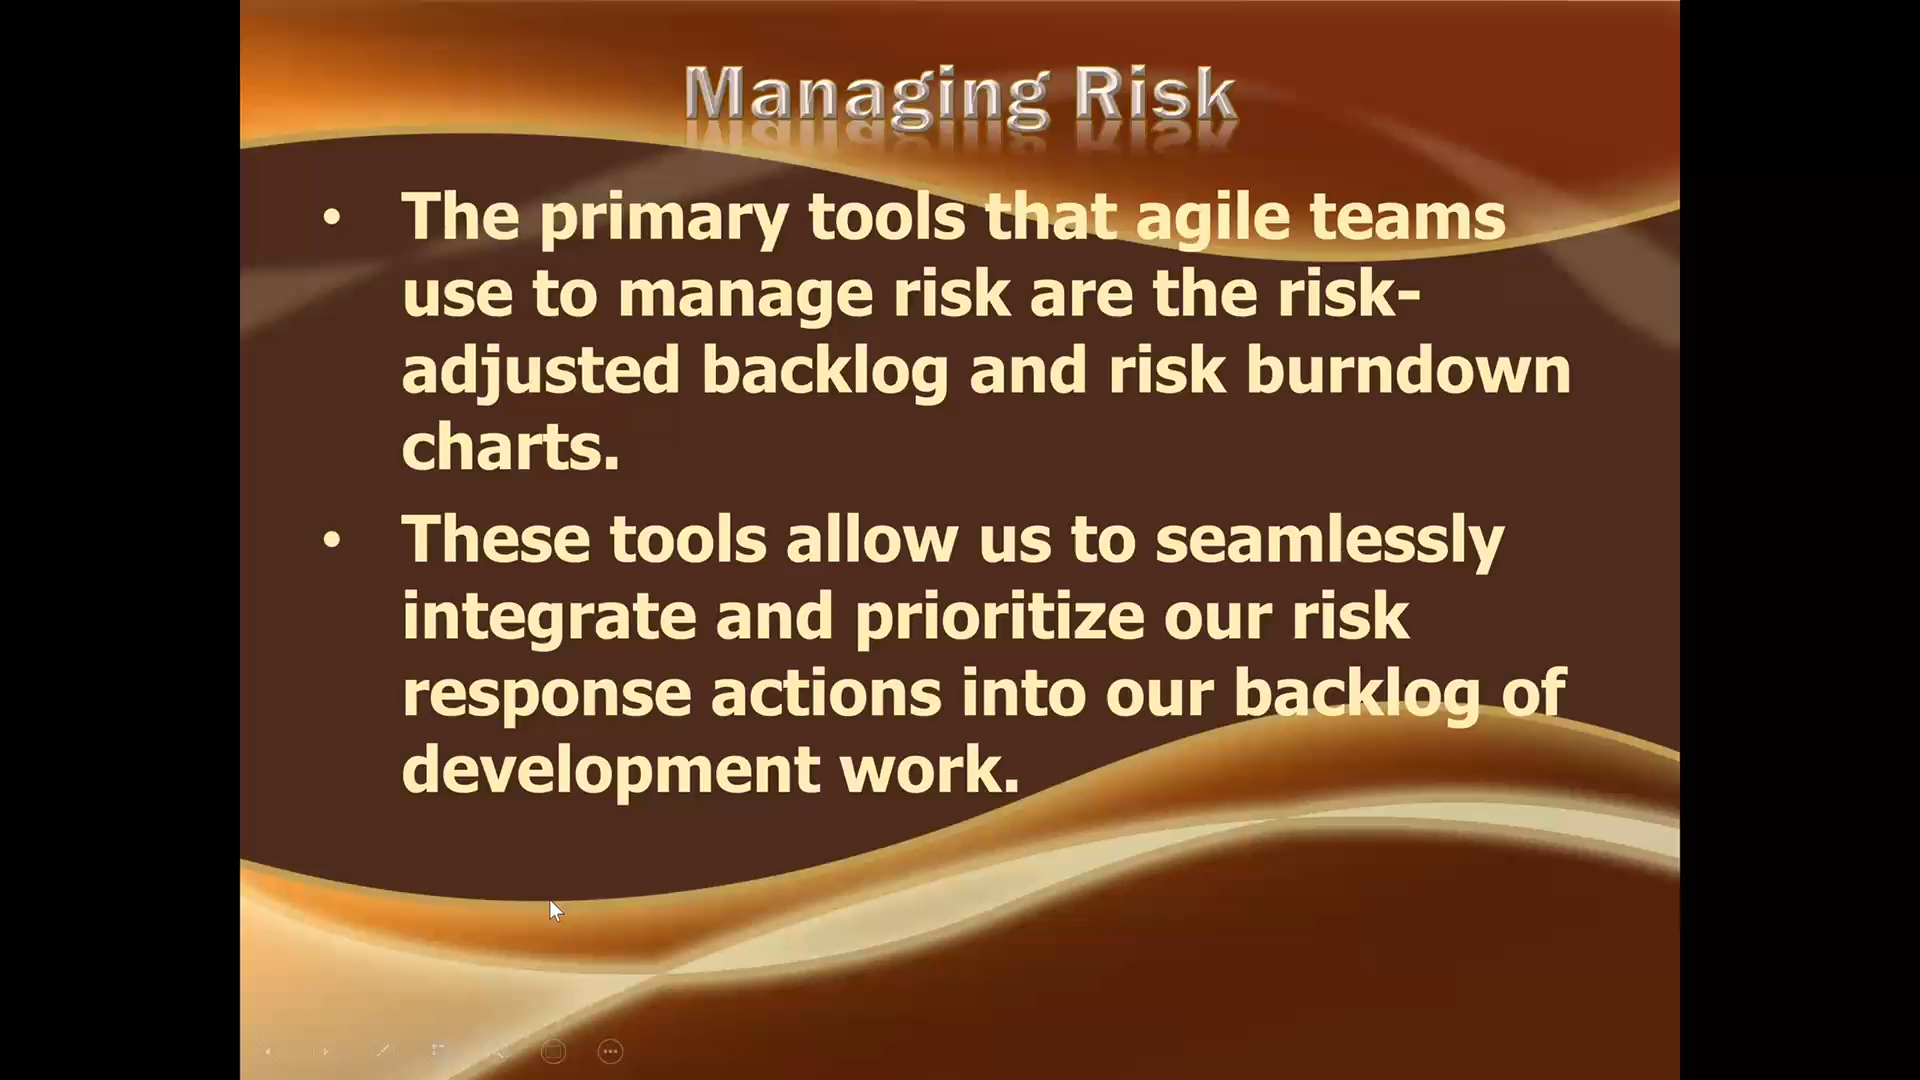 Managing Risk
• The primary tools that agile teams
use to manage risk are the risk-
adjusted backlog and risk burndown
charts.
• These tools allow us to seamlessly
integrate and prioritize our risk
response actions into our backlog of
development work.